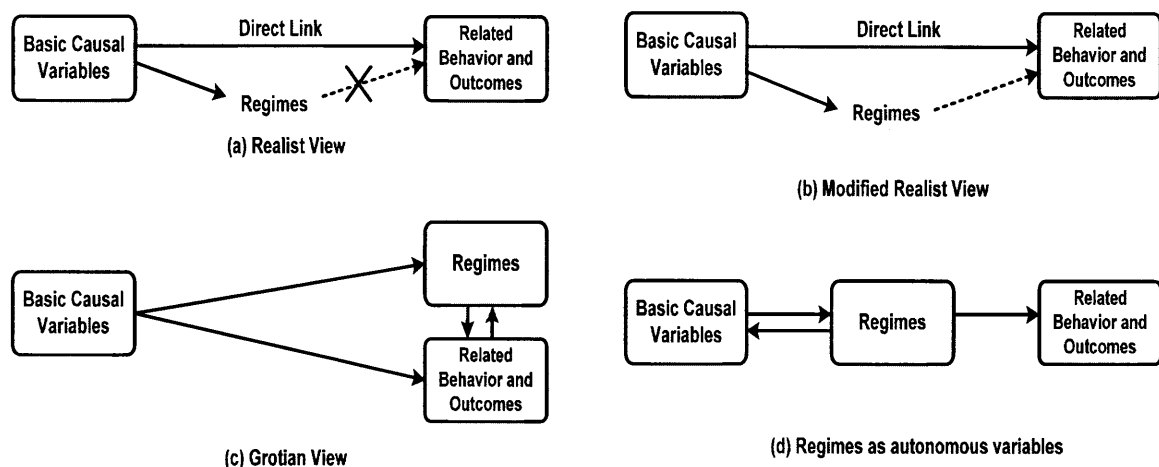 Basic Causal
Variables
Direct Link
Regimes
Related
Behavior and
Outcomes
(a) Realist View
Basic Causal
Variables
Direct Link
Regimes
Related
Behavior and
Outcomes
(b) Modified Realist View
Basic Causal
Variables
Regimes
Related
Behavior and
Outcomes
(c) Grotian View
Basic Causal
Variables
Regimes
Related
Behavior and
Outcomes
(d) Regimes as autonomous variables